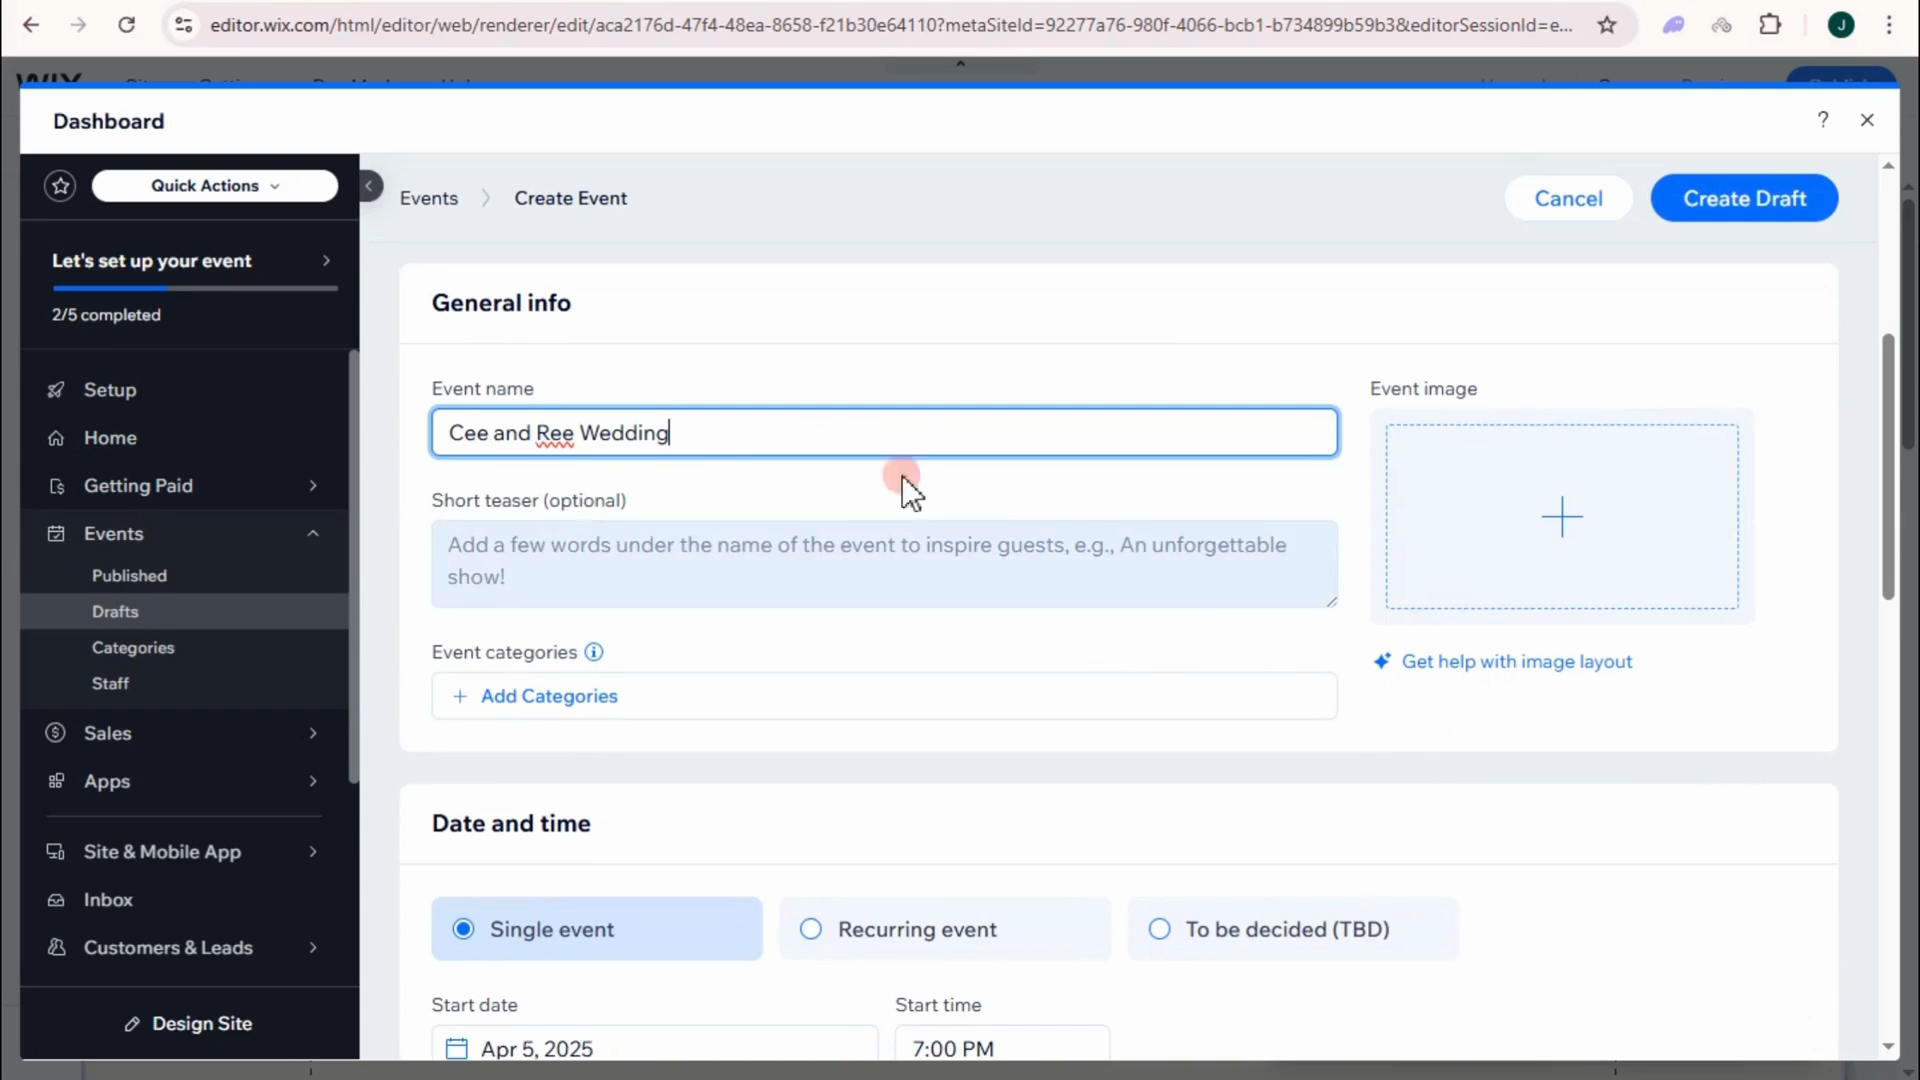 editor.wix.com/html/editor/web/renderer/edit/aca2176d-47f4-48ea-8658-f21b30e64110?metaSiteId=92277a76-980f-4066-bcb1-b734899b59b3&editorSessionId=e...
J
Dashboard
?
Quick Actions
Events
Create Event
Cancel
Create Draft
Let's set up your event
2/5 completed
Setup
Home
Getting Paid
Events
Published
Drafts
Categories
Staff
Sales
Apps
Site & Mobile App
Inbox
Customers & Leads
Design Site
General info
Event name
Cee and Ree Wedding
Short teaser (optional)
Add a few words under the name of the event to inspire guests, e.g., An unforgettable
show!
Event categories
Add Categories
Event image
Get help with image layout
Date and time
Single event
Recurring event
To be decided (TBD)
Start date
Start time
Apr 5, 2025
7:00 PM